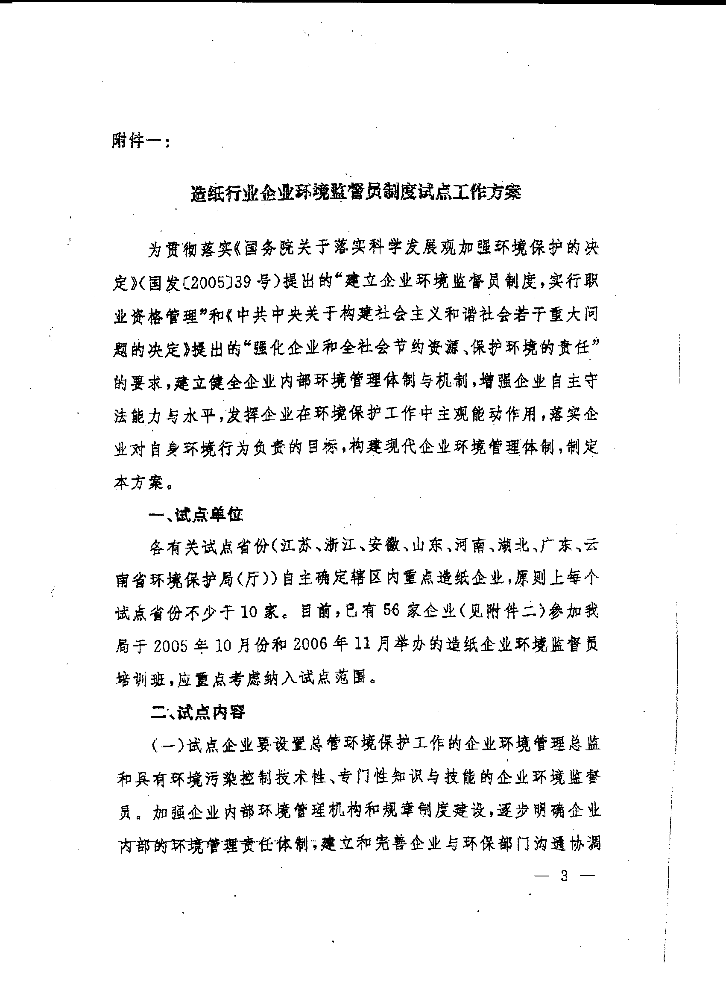 附件一：
造纸行业企业环境监督员制度试点工作方案
为贯彻落实《国务院关于落实科学发展观加强环境保护的决
定》（国发〔2005〕39号）提出的“建立企业环境监督员制度，实行职
业资格管理”和《中共中央关于构建社会主义和谐社会若干重大问
题的决定》提出的“强化企业和全社会节约资源、保护环境的责任”
的要求，建立健全企业内部环境管理体制与机制，增强企业自主守
法能力与水平，发挥企业在环境保护工作中主观能动作用，落实企
业对自身环境行为负责的目标，构建现代企业环境管理体制，制定
本方案。
一、试点单位
各有关试点省份（江苏、浙江、安徽、山东、河南、湖北、广东、云
南省环境保护局（厅））自主确定辖区内重点造纸企业，原则上每个
试点省份不少于10家。目前，已有56家企业（见附件二）参加我
局于2005年10月份和2006年11月举办的造纸企业环境监督员
培训班，应重点考虑纳入试点范围。
二、试点内容
（一）试点企业要设置总管环境保护工作的企业环境管理总监
和具有环境污染控制技术性、专门性知识与技能的企业环境监督
员。加强企业内部环境管理机构和规章制度建设，逐步明确企业
内部的环境管理责任体制；建立和完善企业与环保部门沟通协调
— 3 —